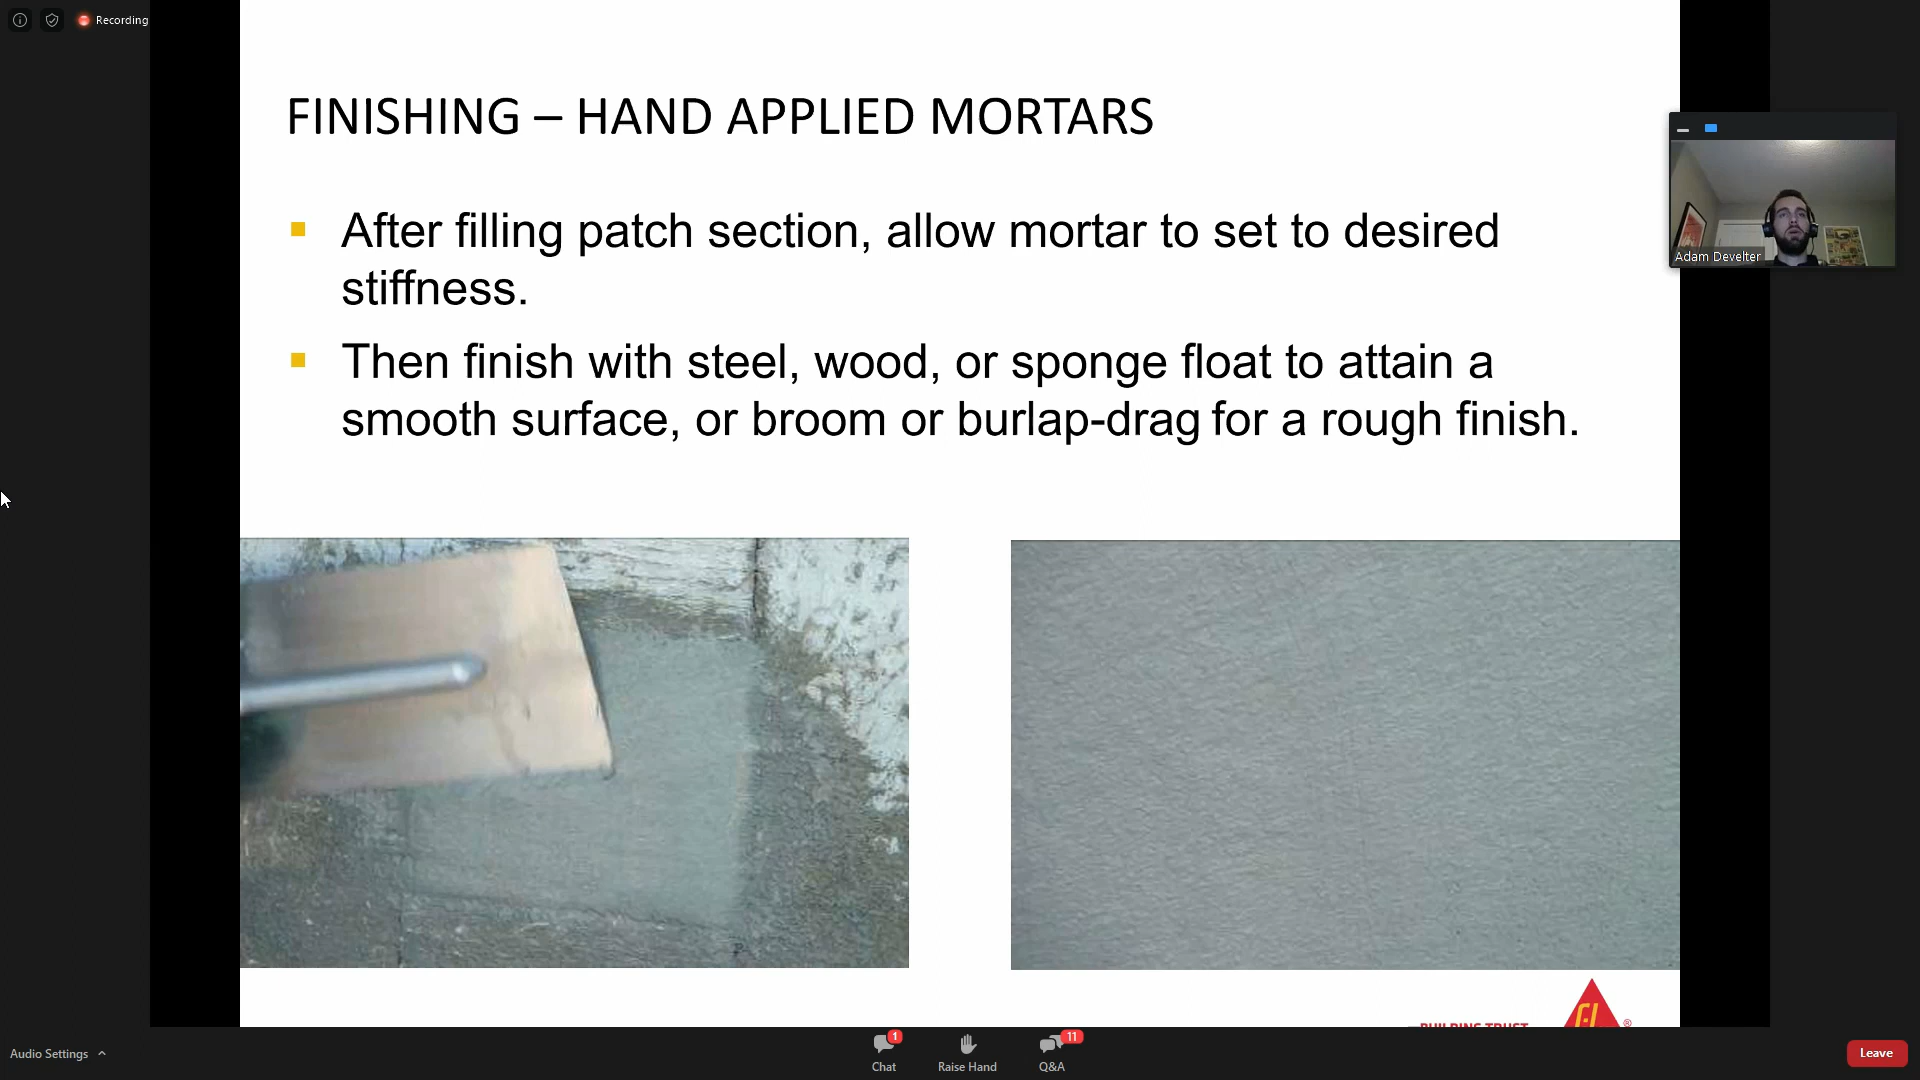 Recording
FINISHING – HAND APPLIED MORTARS
After filling patch section, allow mortar to set to desired
stiffness.
Then finish with steel, wood, or sponge float to attain a
smooth surface, or broom or burlap-drag for a rough finish.
Adam Develter
BUILDING TRUST
®
Audio Settings
1
Chat
Raise Hand
11
Q&A
Leave